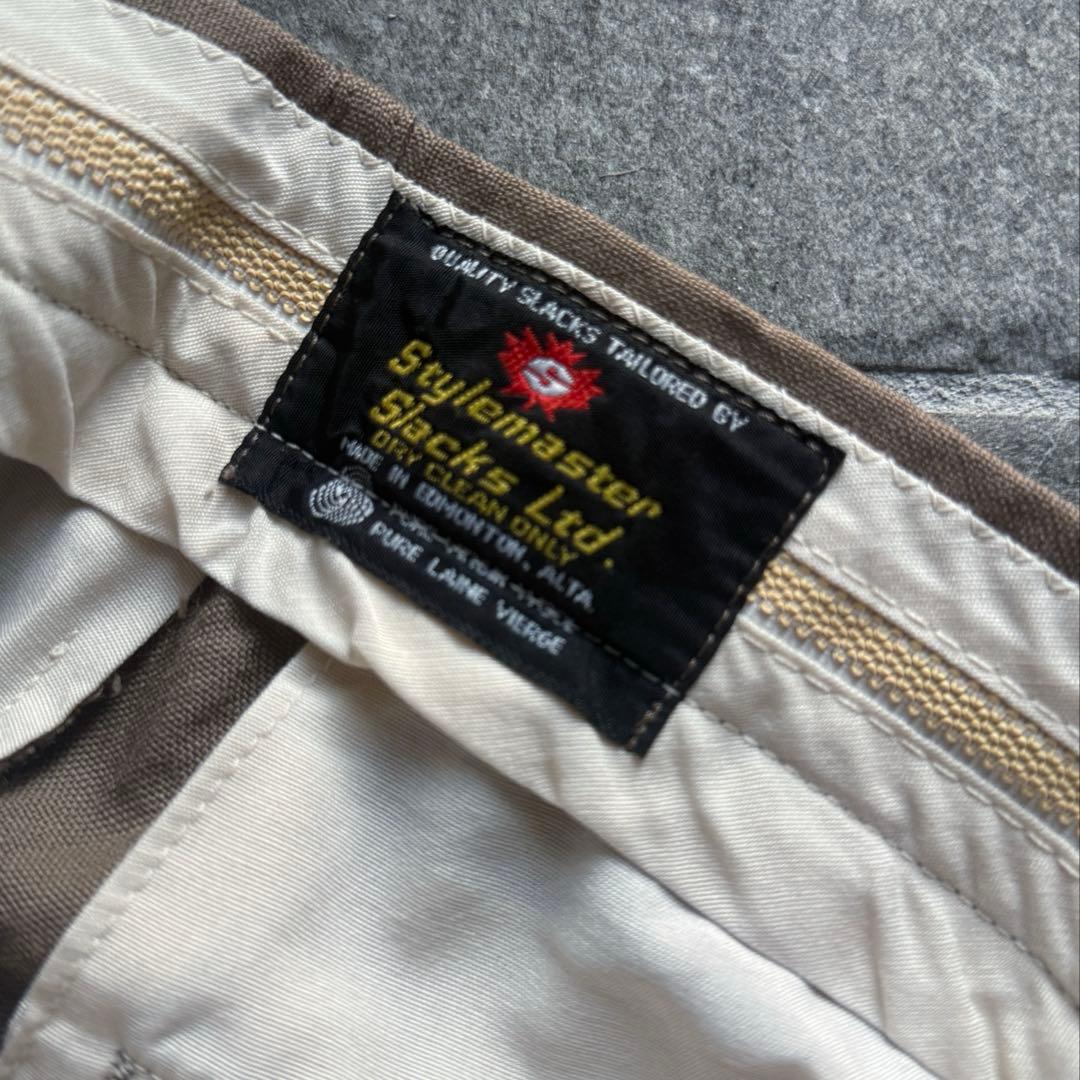 QUALITY SLACKS TAILORED BY
S
Stylemaster
Slacks Ltd.
DRY CLEAN ONLY
MADE IN EDMONTON, ALTA.
PURE LAINE VIERGE